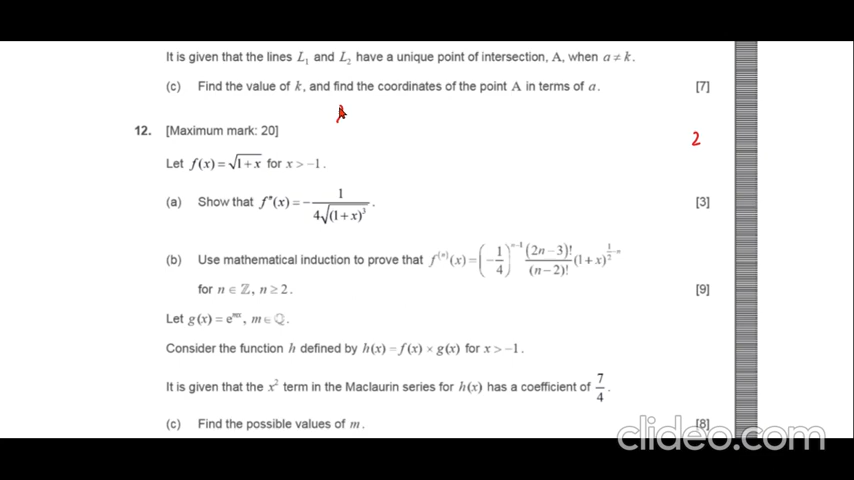 It is given that the lines L₁ and L₂ have a unique point of intersection, A, when a ≠ k.
(c) Find the value of k, and find the coordinates of the point A in terms of a. [7]
12. [Maximum mark: 20]
2
Let f(x) = √(1+x) for x > −1.
(a) Show that f″(x) = −1/(4√((1+x)³)). [3]
(b) Use mathematical induction to prove that f⁽ⁿ⁾(x) = (−1/4)ⁿ⁻¹ (2n−3)!/(n−2)! (1+x)^(1/2−n)
for n ∈ ℤ, n ≥ 2. [9]
Let g(x) = e^(mx), m ∈ ℚ.
Consider the function h defined by h(x) = f(x) × g(x) for x > −1.
It is given that the x² term in the Maclaurin series for h(x) has a coefficient of 7/4.
(c) Find the possible values of m. [8]
clideo.com